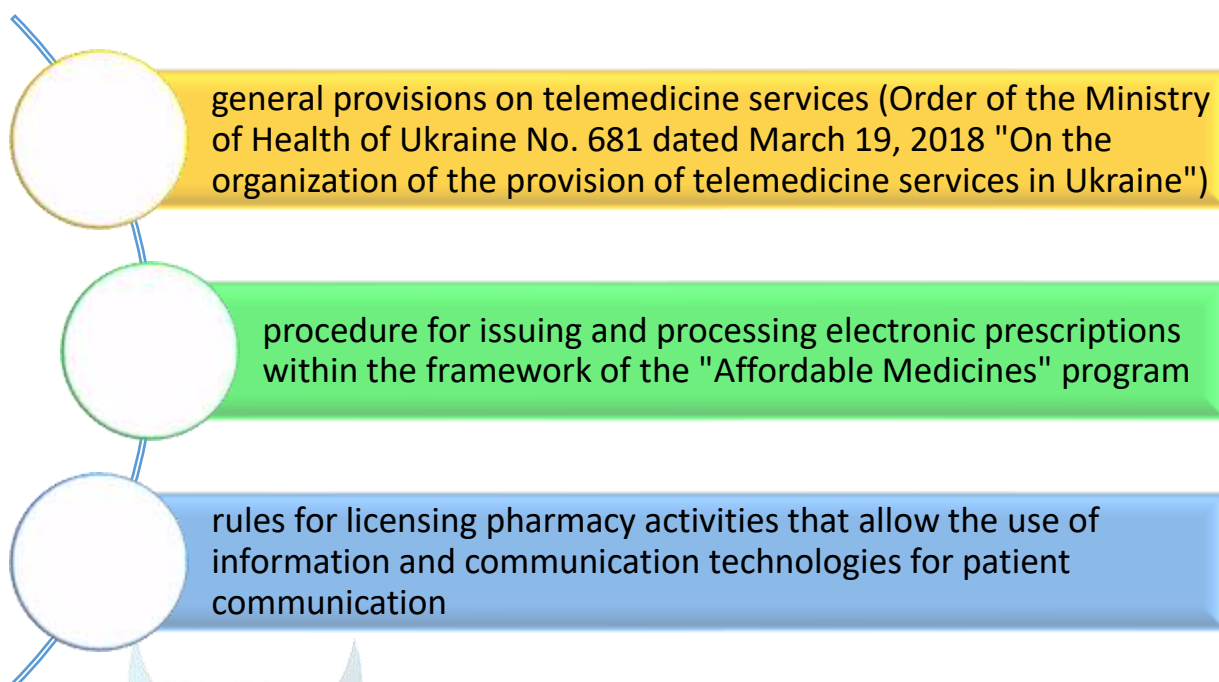 general provisions on telemedicine services (Order of the Ministry
of Health of Ukraine No. 681 dated March 19, 2018 "On the
organization of the provision of telemedicine services in Ukraine")
procedure for issuing and processing electronic prescriptions
within the framework of the "Affordable Medicines" program
rules for licensing pharmacy activities that allow the use of
information and communication technologies for patient
communication